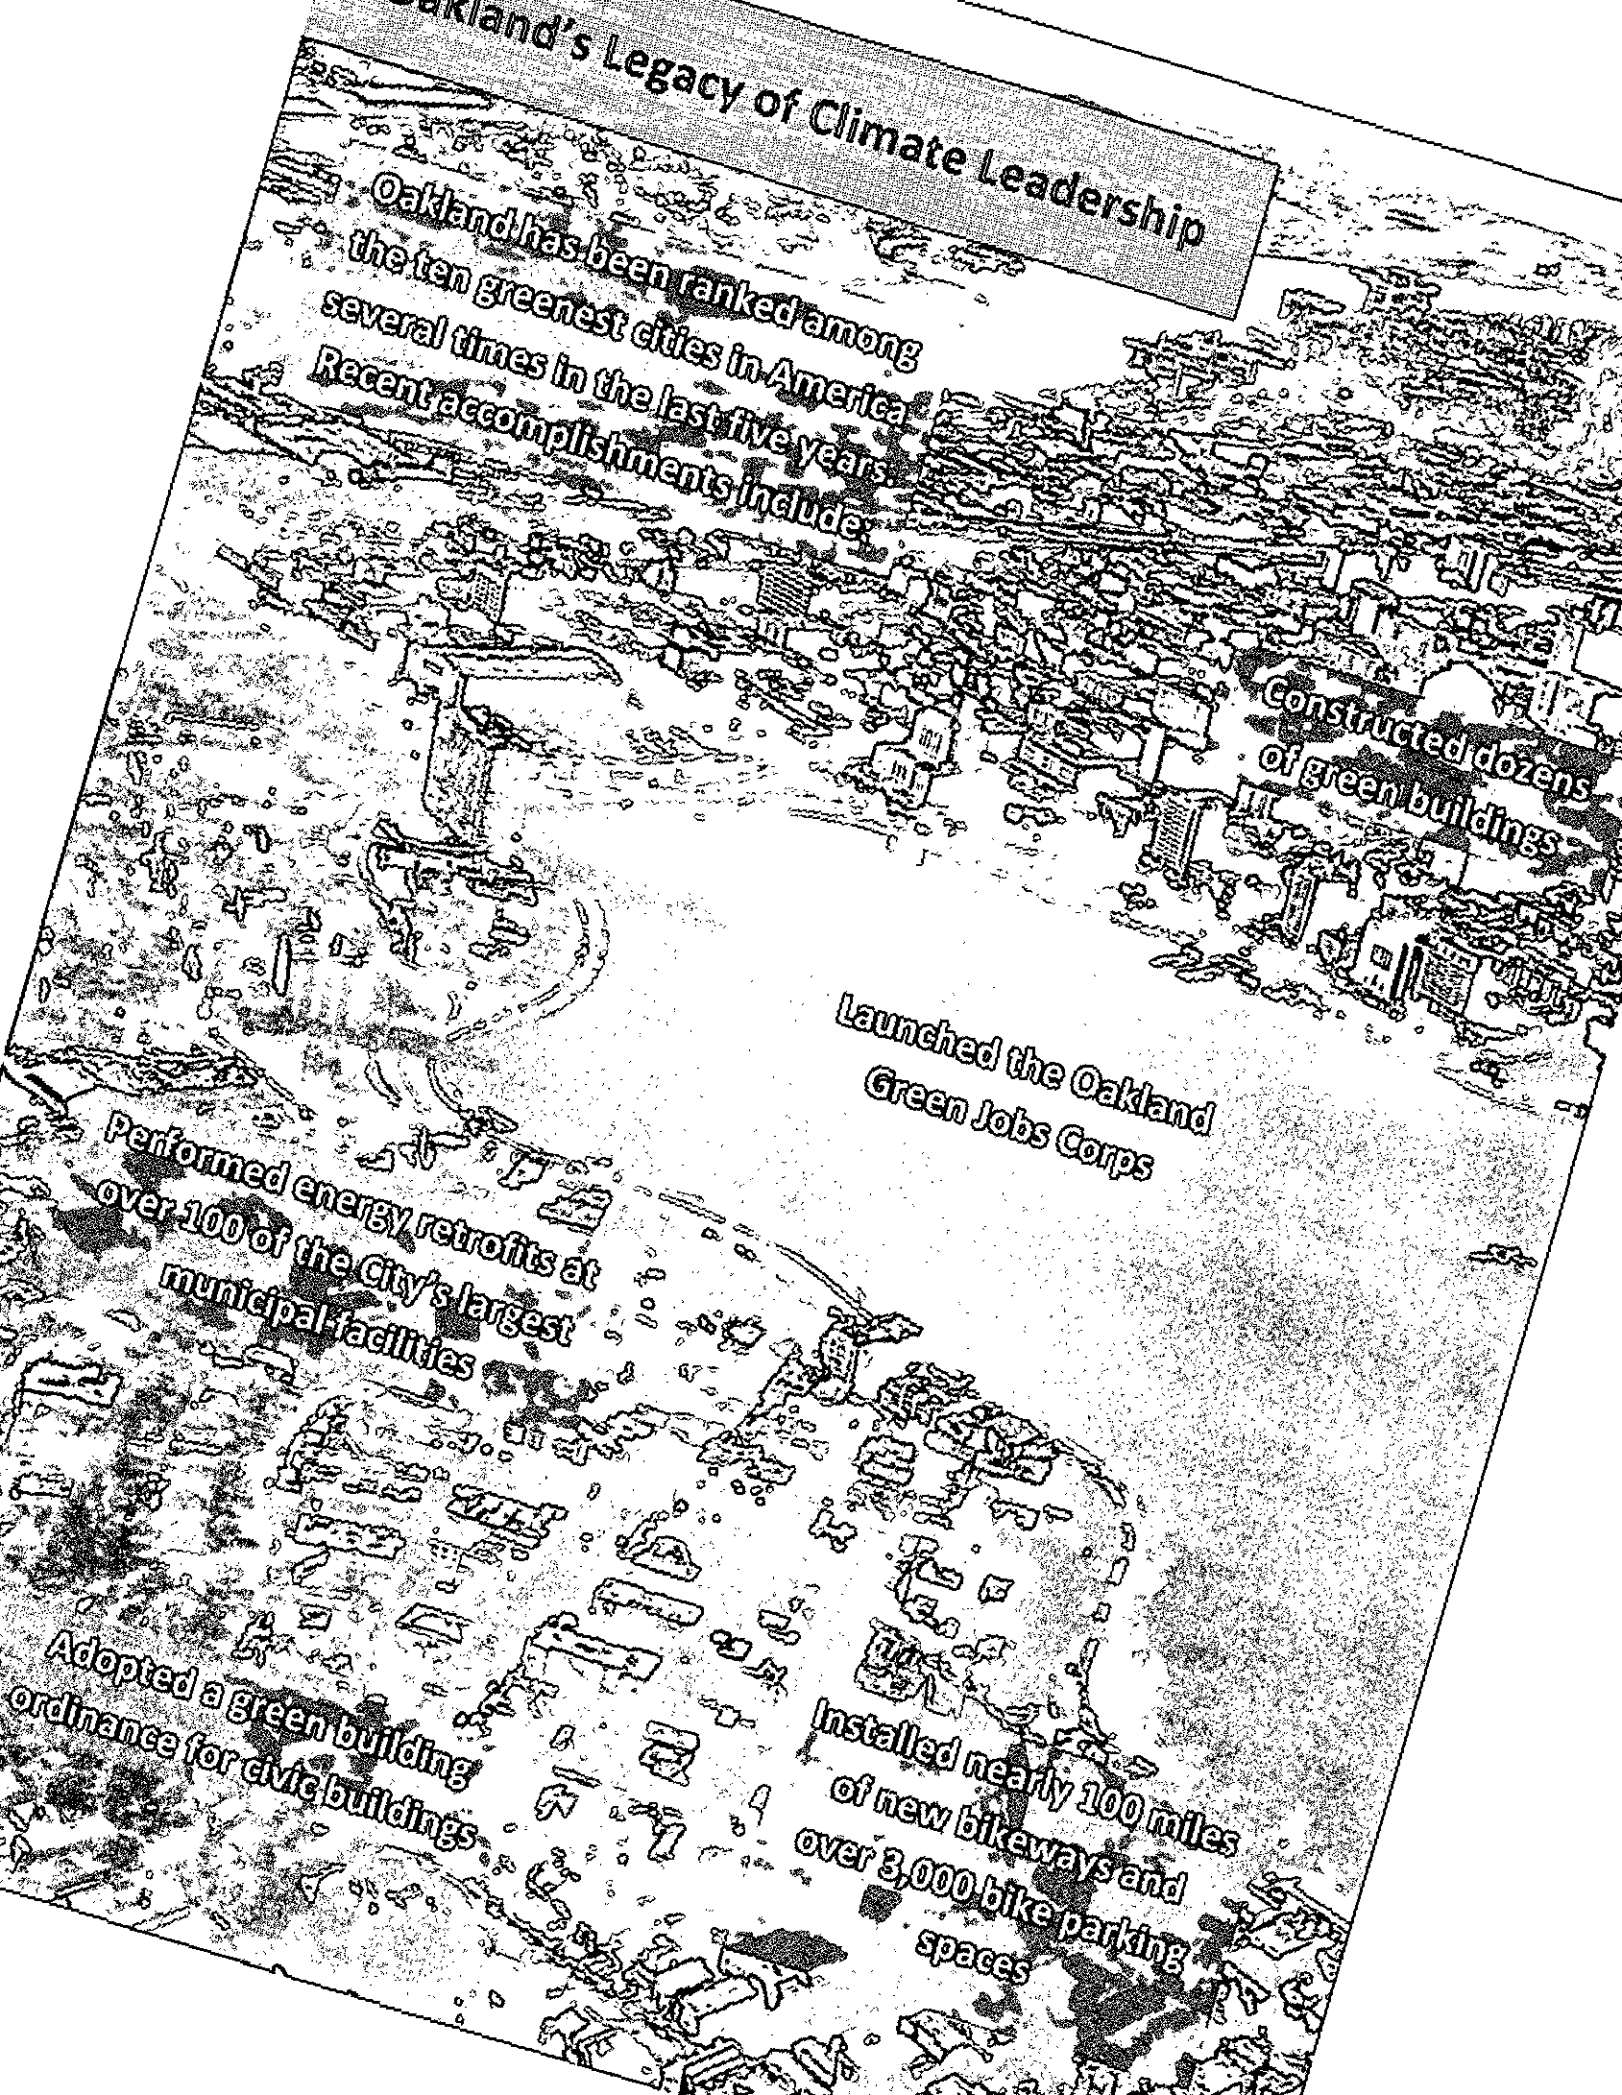 Oakland's Legacy of Climate Leadership
Oakland has been ranked among
the ten greenest cities in America
several times in the last five years.
Recent accomplishments include:
Constructed dozens
of green buildings
Launched the Oakland
Green Jobs Corps
Performed energy retrofits at
over 100 of the City's largest
municipal facilities
Adopted a green building
ordinance for civic buildings
Installed nearly 100 miles
of new bikeways and
over 3,000 bike parking
spaces